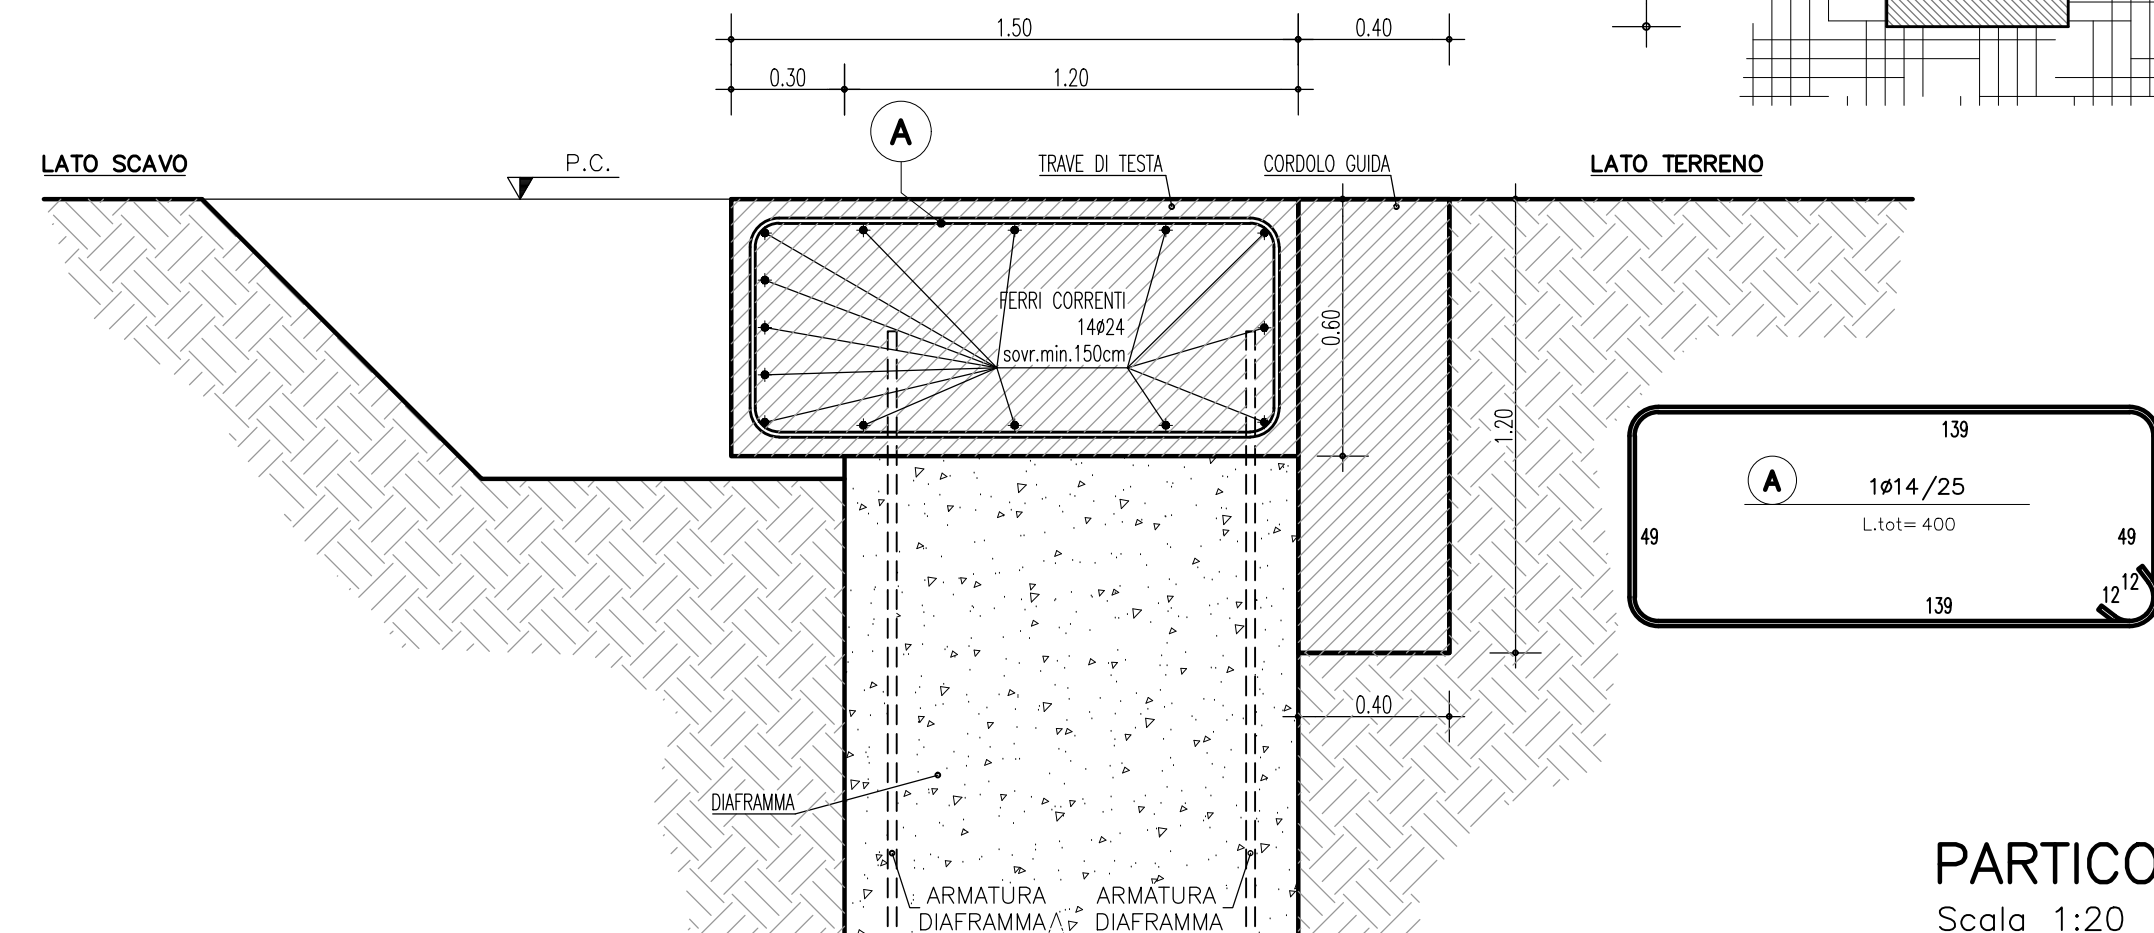 1.50
0.40
0.30
1.20
A
LATO SCAVO
P.C.
TRAVE DI TESTA
CORDOLO GUIDA
LATO TERRENO
FERRI CORRENTI
14ø24
sovr.min.150cm
0.60
1.20
139
A
1ø14/25
L.tot= 400
49
49
12
12
139
0.40
DIAFRAMMA
ARMATURA
DIAFRAMMA
ARMATURA
DIAFRAMMA
PARTICO
Scala 1:20